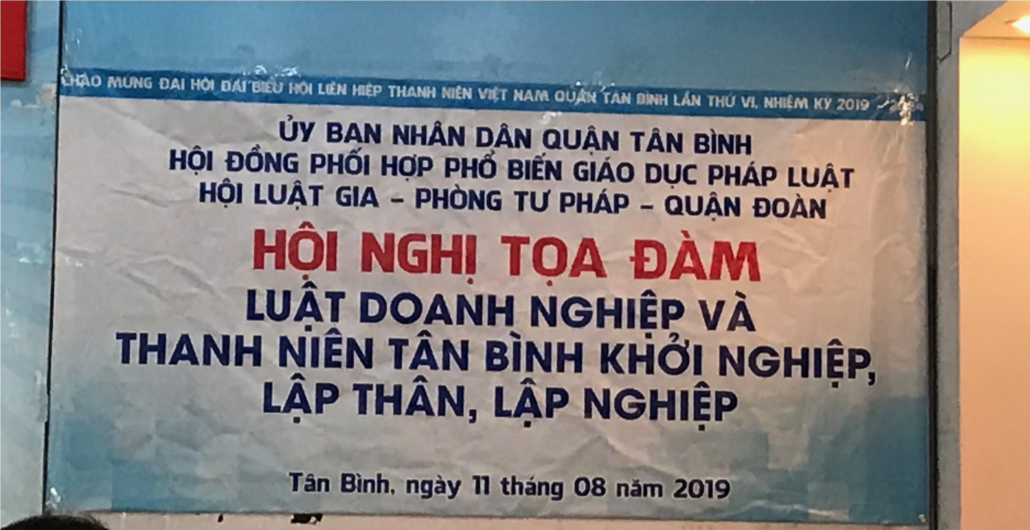 CHÀO MỪNG ĐẠI HỘI ĐẠI BIỂU HỘI LIÊN HIỆP THANH NIÊN VIỆT NAM QUẬN TÂN BÌNH LẦN THỨ VI, NHIỆM KỲ 2019 -
ỦY BAN NHÂN DÂN QUẬN TÂN BÌNH
HỘI ĐỒNG PHỐI HỢP PHỔ BIẾN GIÁO DỤC PHÁP LUẬT
HỘI LUẬT GIA – PHÒNG TƯ PHÁP – QUẬN ĐOÀN
HỘI NGHỊ TỌA ĐÀM
LUẬT DOANH NGHIỆP VÀ
THANH NIÊN TÂN BÌNH KHỞI NGHIỆP,
LẬP THÂN, LẬP NGHIỆP
Tân Bình, ngày 11 tháng 08 năm 2019